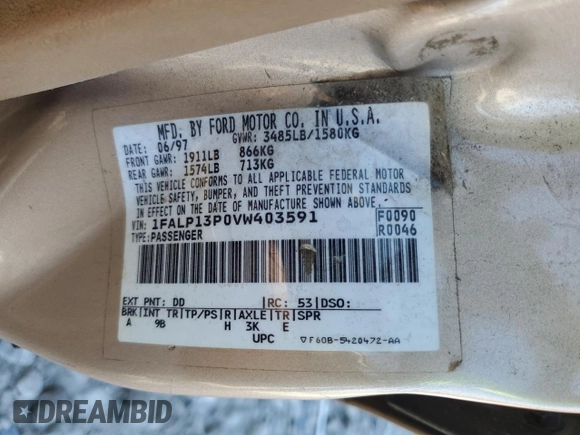 MFD. BY FORD MOTOR CO. IN U.S.A.
DATE: 06/97 GVWR: 3485LB/1580KG
FRONT GAWR: 1911LB 866KG
REAR GAWR: 1574LB 713KG
THIS VEHICLE CONFORMS TO ALL APPLICABLE FEDERAL MOTOR
VEHICLE SAFETY, BUMPER, AND THEFT PREVENTION STANDARDS
IN EFFECT ON THE DATE OF MANUFACTURE SHOWN ABOVE.
VIN: 1FALP13P0VW403591 F0090
TYPE: PASSENGER R0046
EXT PNT: DD RC: 53 DSO:
BRK INT TR TP/PS R AXLE TR SPR
A 9B H 3K E
UPC ▽F60B-5420472-AA
DREAMBID